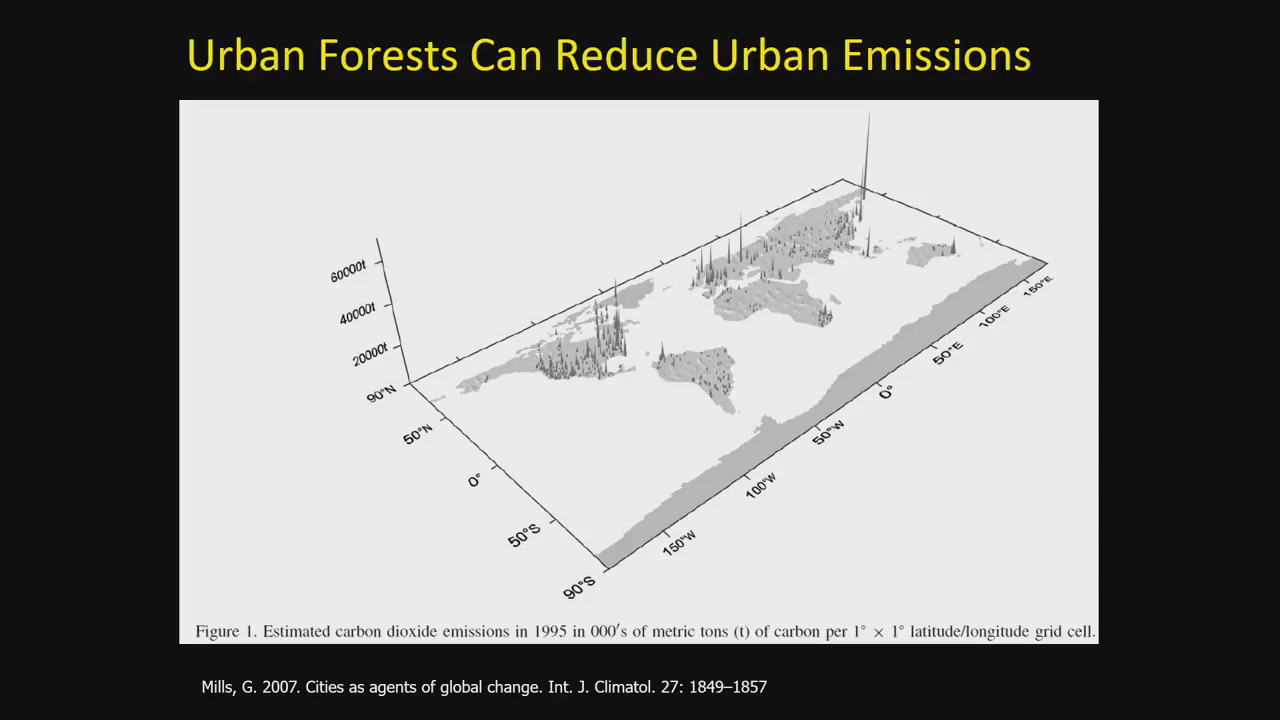 Urban Forests Can Reduce Urban Emissions
60000t
40000t
20000t
90°N
50°N
0°
50°S
90°S
150°W
100°W
50°W
0°
50°E
100°E
150°E
Figure 1. Estimated carbon dioxide emissions in 1995 in 000′s of metric tons (t) of carbon per 1° × 1° latitude/longitude grid cell.
Mills, G. 2007. Cities as agents of global change. Int. J. Climatol. 27: 1849–1857